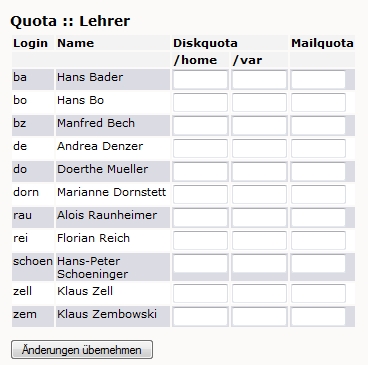 Quota :: Lehrer
Login Name Diskquota Mailquota
/home /var
ba Hans Bader
bo Hans Bo
bz Manfred Bech
de Andrea Denzer
do Doerthe Mueller
dorn Marianne Dornstett
rau Alois Raunheimer
rei Florian Reich
schoen Hans-Peter
Schoeninger
zell Klaus Zell
zem Klaus Zembowski
Änderungen übernehmen